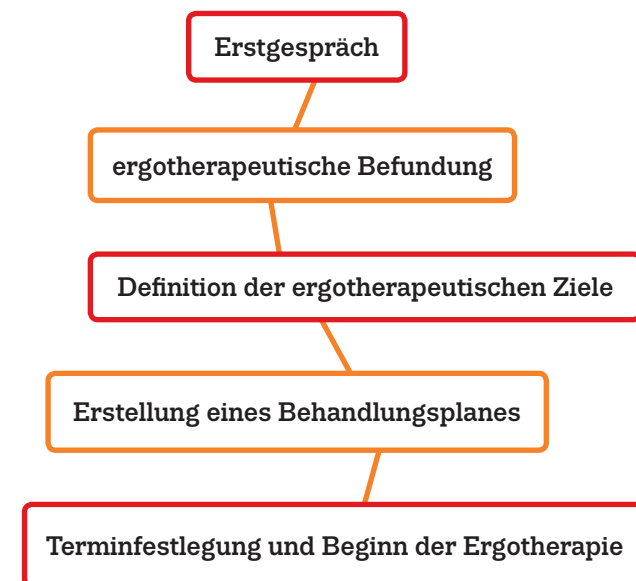 Erstgespräch
ergotherapeutische Befundung
Definition der ergotherapeutischen Ziele
Erstellung eines Behandlungsplanes
Terminfestlegung und Beginn der Ergotherapie